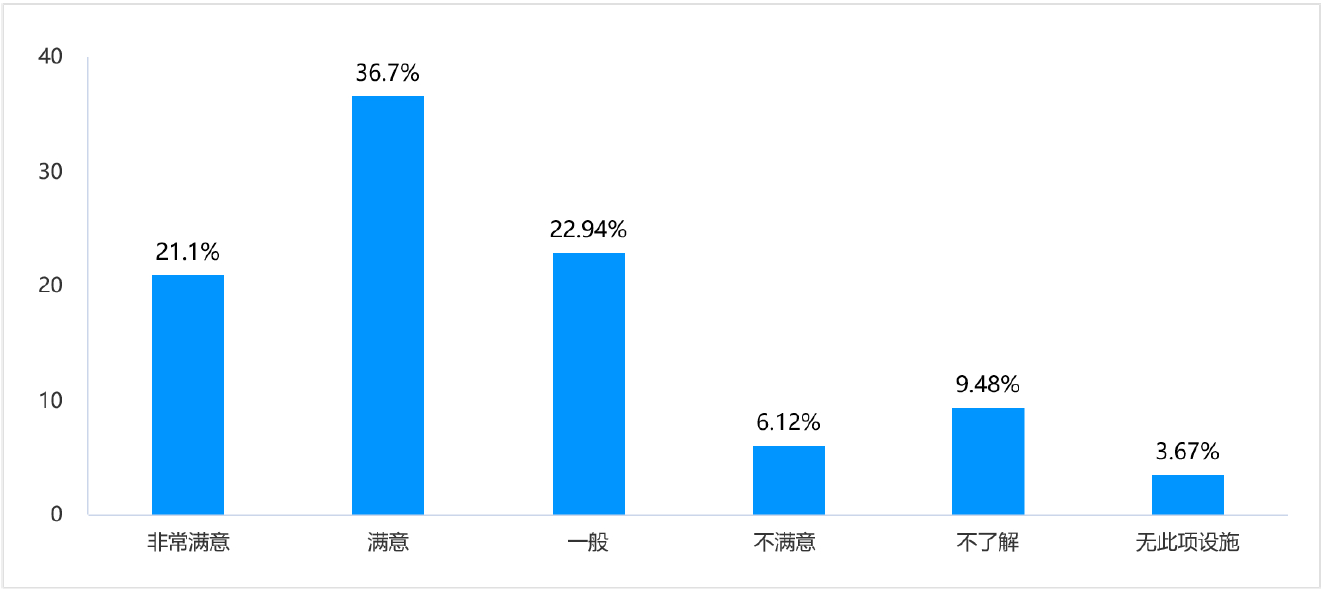 40
30
20
10
0
21.1%
36.7%
22.94%
6.12%
9.48%
3.67%
非常满意
满意
一般
不满意
不了解
无此项设施